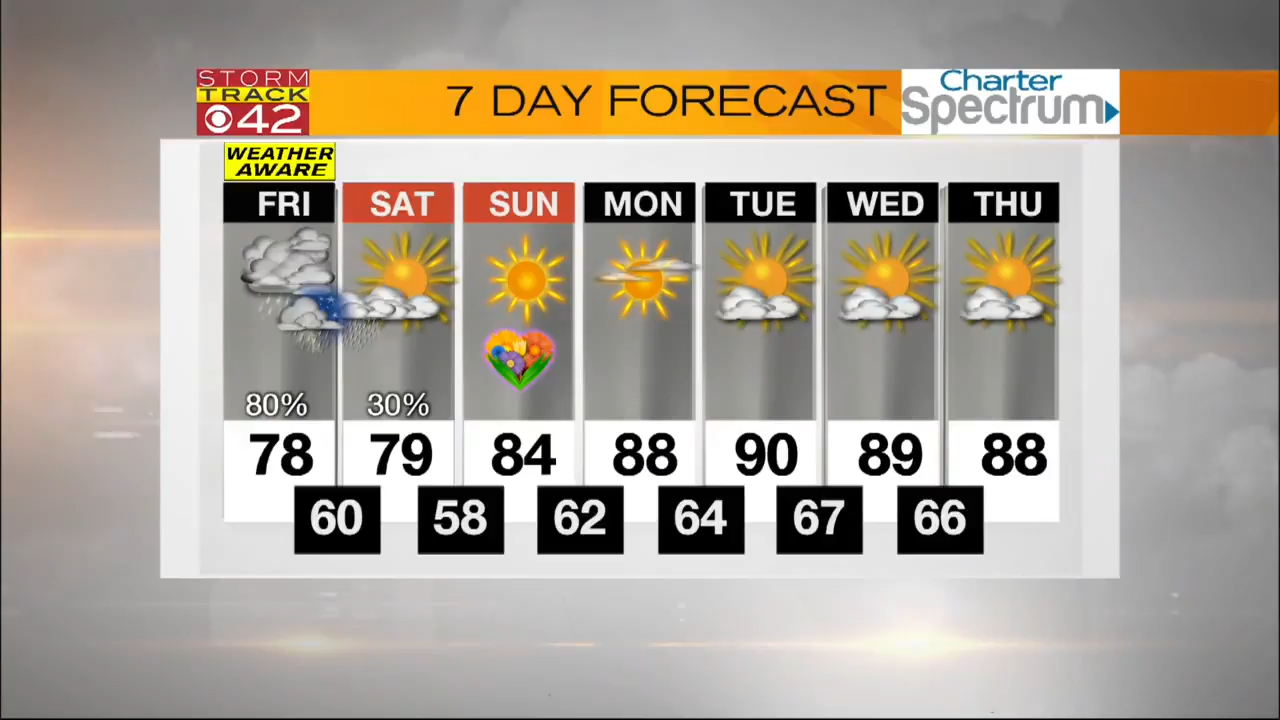 STORM
TRACK
42
7 DAY FORECAST
Charter
Spectrum
WEATHER
AWARE
FRI SAT SUN MON TUE WED THU
80% 30%
78 79 84 88 90 89 88
60 58 62 64 67 66